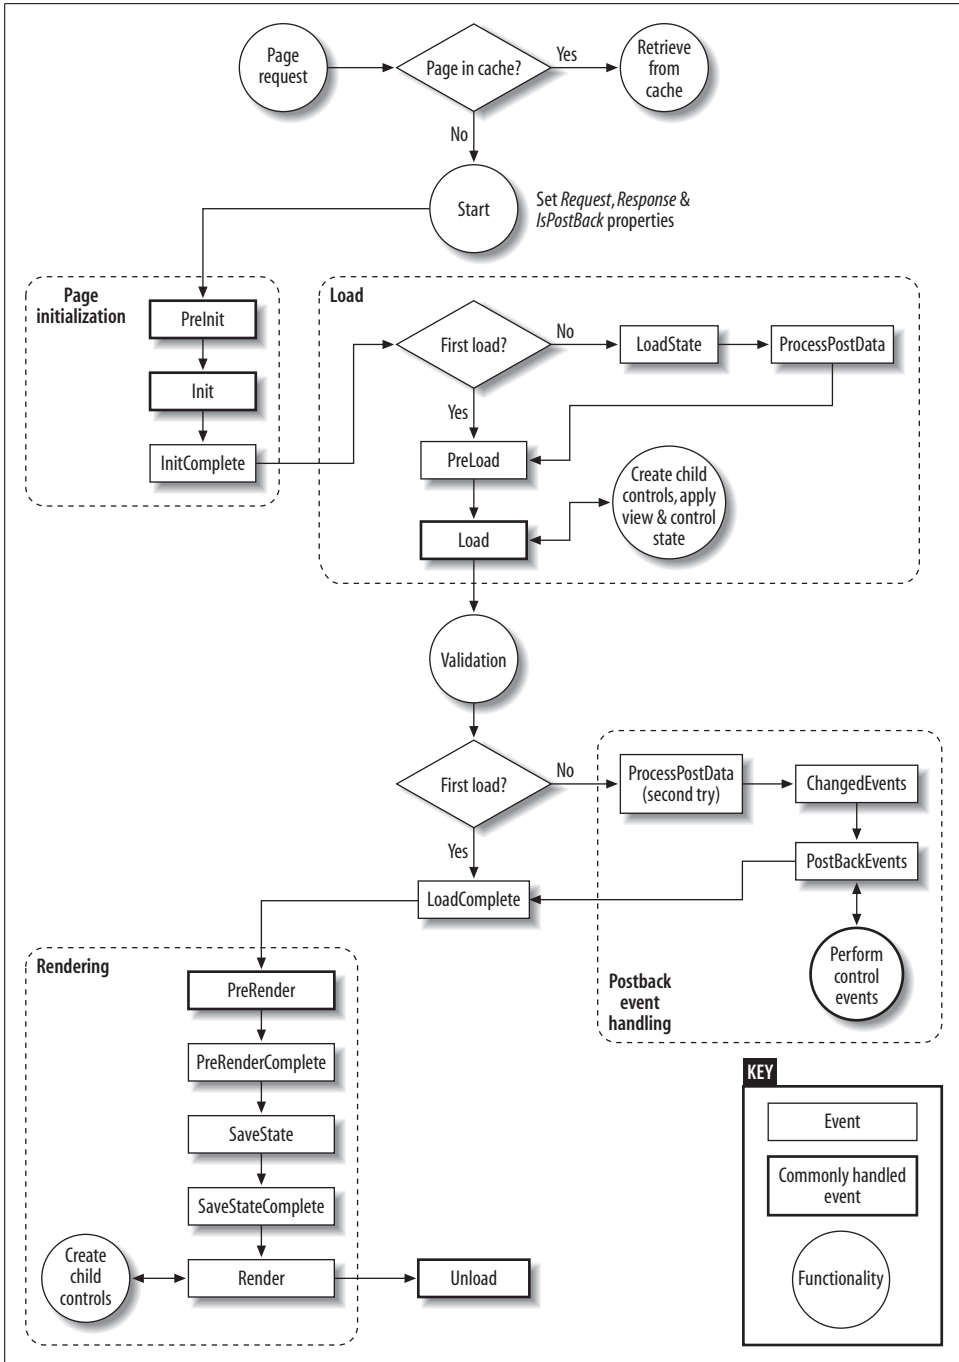 Page
request
Page in cache?
Yes
Retrieve
from
cache
No
Start
Set Request, Response &
IsPostBack properties
Page
initialization
PreInit
Init
InitComplete
Load
First load?
No
LoadState
ProcessPostData
Yes
PreLoad
Create child
controls, apply
view & control
state
Load
Validation
First load?
No
ProcessPostData
(second try)
ChangedEvents
Yes
PostBackEvents
LoadComplete
Perform
control
events
Postback
event
handling
Rendering
PreRender
PreRenderComplete
SaveState
SaveStateComplete
Create
child
controls
Render
Unload
KEY
Event
Commonly handled
event
Functionality